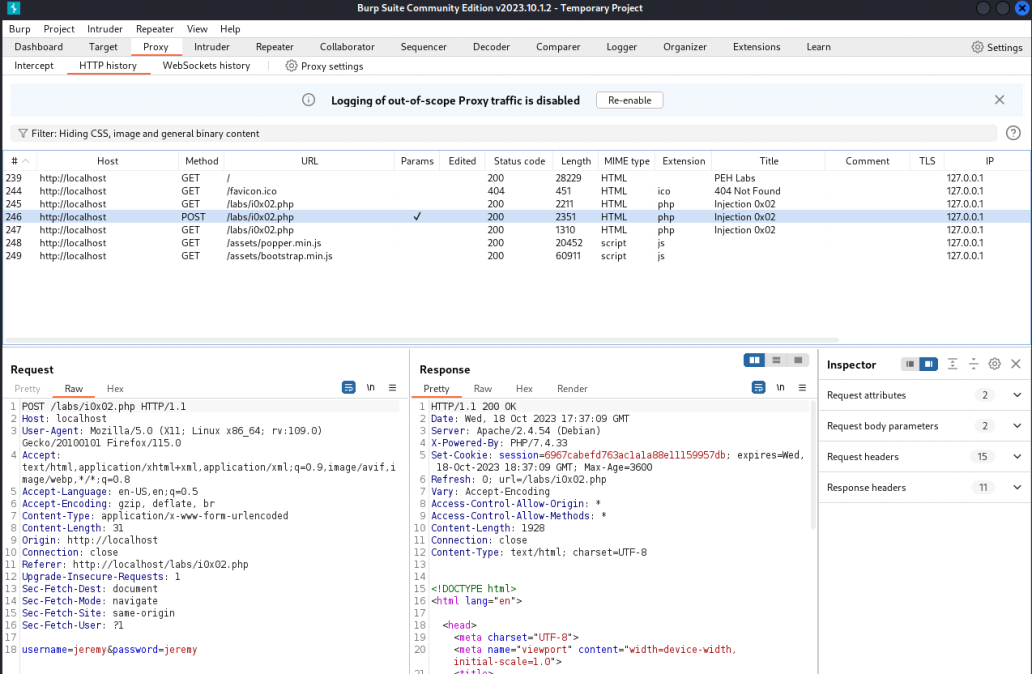 Burp Suite Community Edition v2023.10.1.2 - Temporary Project
Burp Project Intruder Repeater View Help
Dashboard Target Proxy Intruder Repeater Collaborator Sequencer Decoder Comparer Logger Organizer Extensions Learn Settings
Intercept HTTP history WebSockets history Proxy settings
Logging of out-of-scope Proxy traffic is disabled Re-enable
Filter: Hiding CSS, image and general binary content
# Host Method URL Params Edited Status code Length MIME type Extension Title Comment TLS IP
239 http://localhost GET / 200 28229 HTML PEH Labs 127.0.0.1
244 http://localhost GET /favicon.ico 404 451 HTML ico 404 Not Found 127.0.0.1
245 http://localhost GET /labs/i0x02.php 200 2211 HTML php Injection 0x02 127.0.0.1
246 http://localhost POST /labs/i0x02.php ✓ 200 2351 HTML php Injection 0x02 127.0.0.1
247 http://localhost GET /labs/i0x02.php 200 1310 HTML php Injection 0x02 127.0.0.1
248 http://localhost GET /assets/popper.min.js 200 20452 script js 127.0.0.1
249 http://localhost GET /assets/bootstrap.min.js 200 60911 script js 127.0.0.1
Request
Pretty Raw Hex \n
1 POST /labs/i0x02.php HTTP/1.1
2 Host: localhost
3 User-Agent: Mozilla/5.0 (X11; Linux x86_64; rv:109.0)
Gecko/20100101 Firefox/115.0
4 Accept:
text/html,application/xhtml+xml,application/xml;q=0.9,image/avif,i
mage/webp,*/*;q=0.8
5 Accept-Language: en-US,en;q=0.5
6 Accept-Encoding: gzip, deflate, br
7 Content-Type: application/x-www-form-urlencoded
8 Content-Length: 31
9 Origin: http://localhost
10 Connection: close
11 Referer: http://localhost/labs/i0x02.php
12 Upgrade-Insecure-Requests: 1
13 Sec-Fetch-Dest: document
14 Sec-Fetch-Mode: navigate
15 Sec-Fetch-Site: same-origin
16 Sec-Fetch-User: ?1
17
18 username=jeremy&password=jeremy
Response
Pretty Raw Hex Render \n
1 HTTP/1.1 200 OK
2 Date: Wed, 18 Oct 2023 17:37:09 GMT
3 Server: Apache/2.4.54 (Debian)
4 X-Powered-By: PHP/7.4.33
5 Set-Cookie: session=6967cabefd763ac1a1a88e11159957db; expires=Wed,
18-Oct-2023 18:37:09 GMT; Max-Age=3600
6 Refresh: 0; url=/labs/i0x02.php
7 Vary: Accept-Encoding
8 Access-Control-Allow-Origin: *
9 Access-Control-Allow-Methods: *
10 Content-Length: 1928
11 Connection: close
12 Content-Type: text/html; charset=UTF-8
13
14
15 <!DOCTYPE html>
16 <html lang="en">
17
18 <head>
19 <meta charset="UTF-8">
20 <meta name="viewport" content="width=device-width,
initial-scale=1.0">
21 <title>
Inspector
Request attributes 2
Request body parameters 2
Request headers 15
Response headers 11